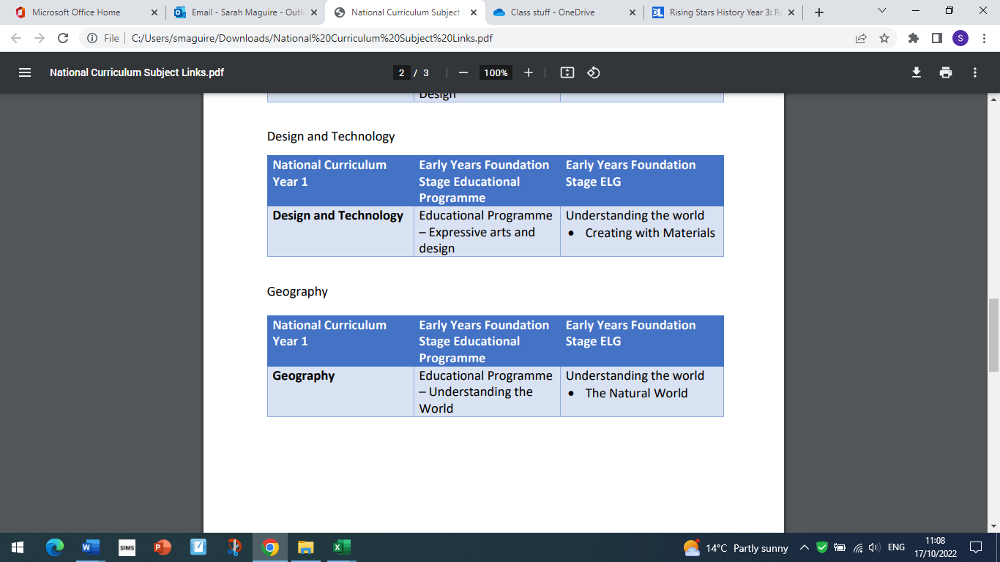 Microsoft Office Home
Email - Sarah Maguire - Outl
National Curriculum Subject
Class stuff - OneDrive
Rising Stars History Year 3: R
File
C:/Users/smaguire/Downloads/National%20Curriculum%20Subject%20Links.pdf
S
National Curriculum Subject Links.pdf
2 / 3
100%
Design
Design and Technology
National Curriculum Year 1
Early Years Foundation Stage Educational Programme
Early Years Foundation Stage ELG
Design and Technology
Educational Programme – Expressive arts and design
Understanding the world
• Creating with Materials
Geography
National Curriculum Year 1
Early Years Foundation Stage Educational Programme
Early Years Foundation Stage ELG
Geography
Educational Programme – Understanding the World
Understanding the world
• The Natural World
SIMS
14°C Partly sunny
ENG
11:08
17/10/2022